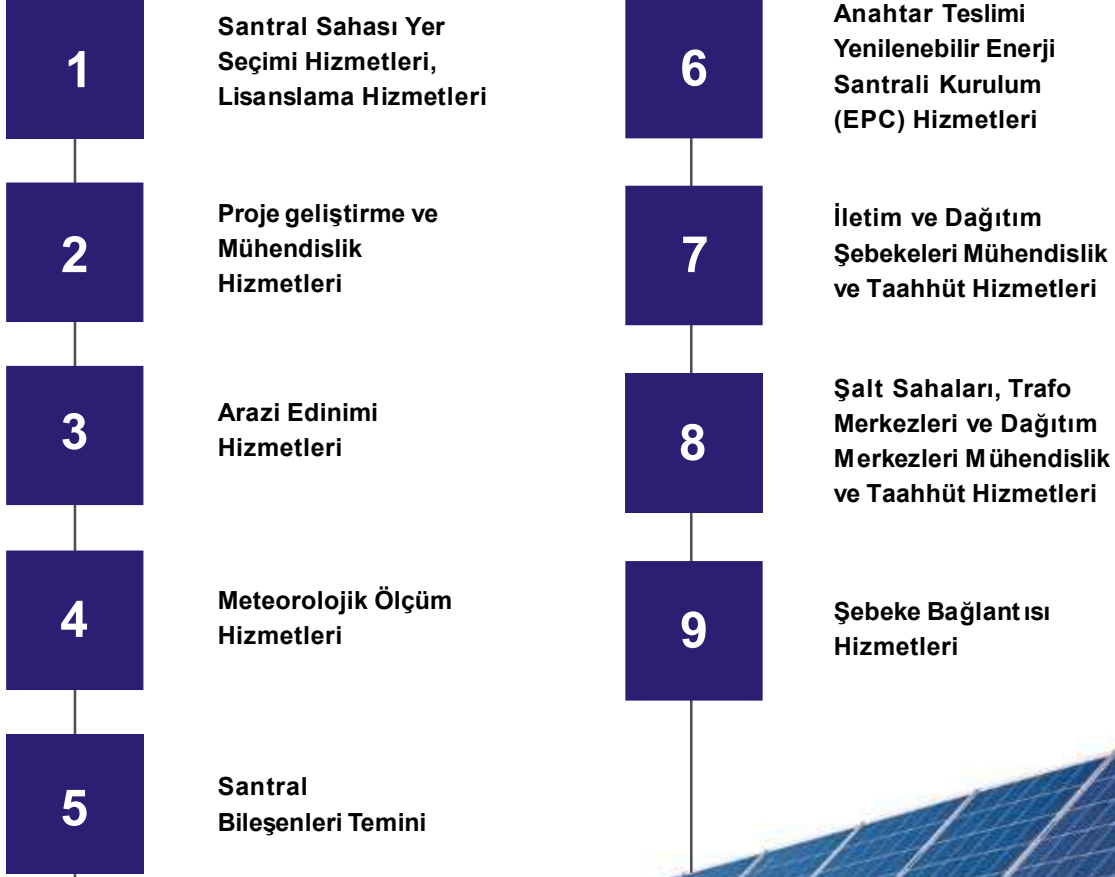 1
Santral Sahası Yer
Seçimi Hizmetleri,
Lisanslama Hizmetleri
2
Proje geliştirme ve
Mühendislik
Hizmetleri
3
Arazi Edinimi
Hizmetleri
4
Meteorolojik Ölçüm
Hizmetleri
5
Santral
Bileşenleri Temini
6
Anahtar Teslimi
Yenilenebilir Enerji
Santrali Kurulum
(EPC) Hizmetleri
7
İletim ve Dağıtım
Şebekeleri Mühendislik
ve Taahhüt Hizmetleri
8
Şalt Sahaları, Trafo
Merkezleri ve Dağıtım
Merkezleri Mühendislik
ve Taahhüt Hizmetleri
9
Şebeke Bağlantısı
Hizmetleri